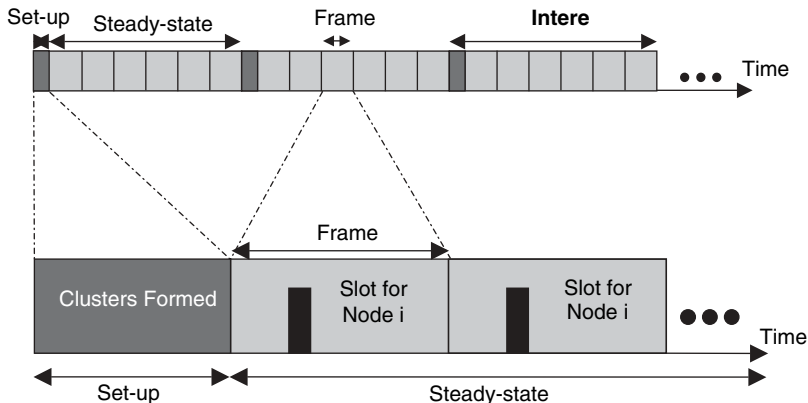 Set-up
Steady-state
Frame
Intere
Time
Frame
Clusters Formed
Slot for
Node i
Slot for
Node i
Time
Set-up
Steady-state